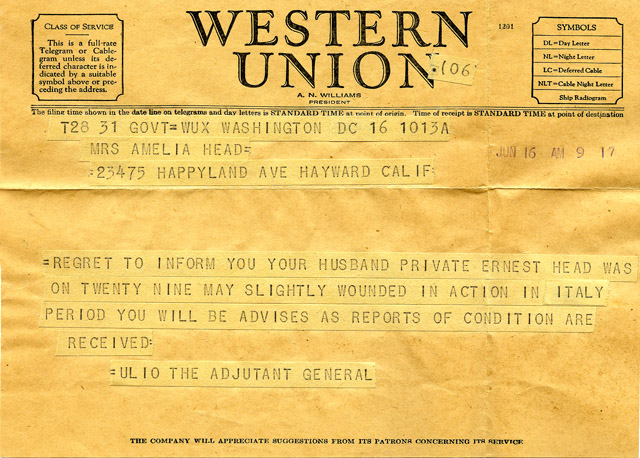 CLASS OF SERVICE
This is a full-rate
Telegram or Cable-
gram unless its de-
ferred character is in-
dicated by a suitable
symbol above or pre-
ceding the address.
WESTERN
UNION
(06)
A. N. WILLIAMS
PRESIDENT
1201
SYMBOLS
DL=Day Letter
NL=Night Letter
LC=Deferred Cable
NLT=Cable Night Letter
Ship Radiogram
The filing time shown in the date line on telegrams and day letters is STANDARD TIME at point of origin. Time of receipt is STANDARD TIME at point of destination
T28 31 GOVT=WUX WASHINGTON DC 16 1013A
MRS AMELIA HEAD=
JUN 16 AM 9 17
:23475 HAPPYLAND AVE HAYWARD CALIF
=REGRET TO INFORM YOU YOUR HUSBAND PRIVATE ERNEST HEAD WAS
ON TWENTY NINE MAY SLIGHTLY WOUNDED IN ACTION IN ITALY
PERIOD YOU WILL BE ADVISES AS REPORTS OF CONDITION ARE
RECEIVED:
=ULIO THE ADJUTANT GENERAL
THE COMPANY WILL APPRECIATE SUGGESTIONS FROM ITS PATRONS CONCERNING ITS SERVICE